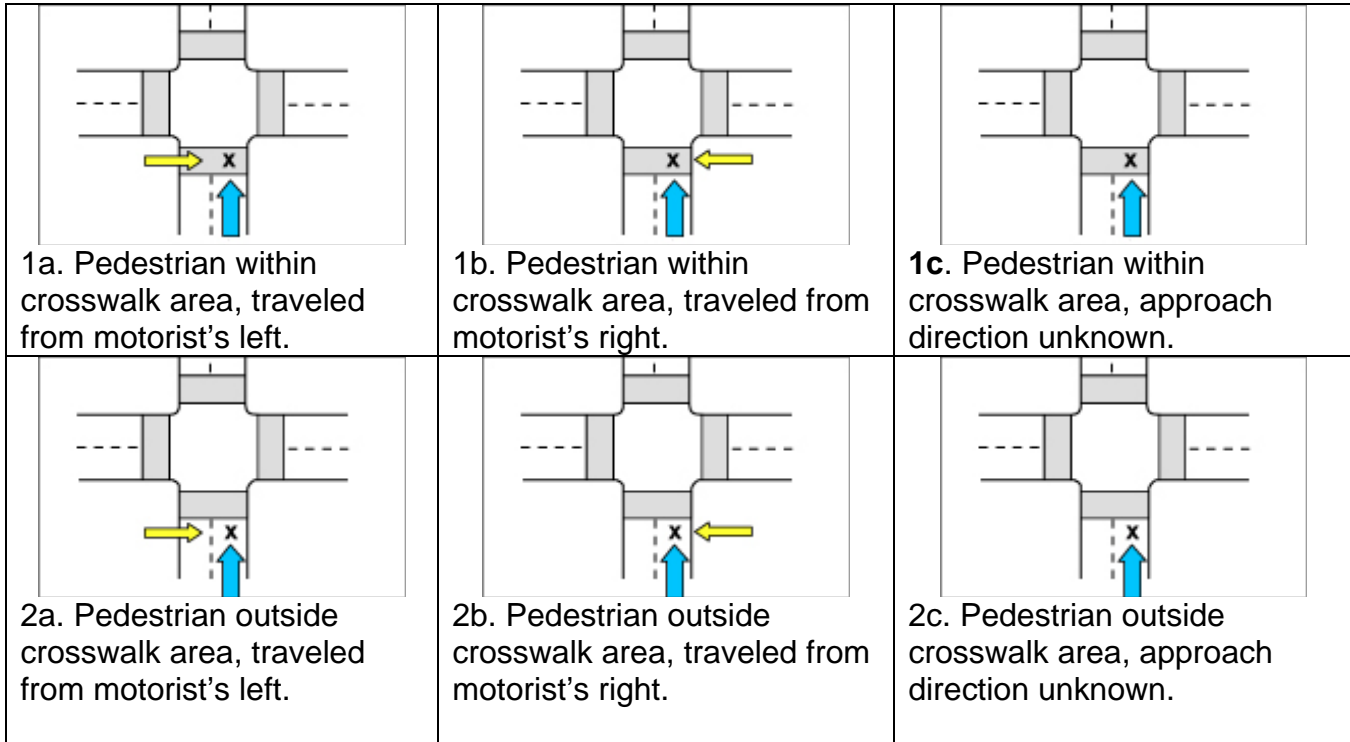 X
1a. Pedestrian within
crosswalk area, traveled
from motorist's left.
X
1b. Pedestrian within
crosswalk area, traveled from
motorist's right.
X
1c. Pedestrian within
crosswalk area, approach
direction unknown.
X
2a. Pedestrian outside
crosswalk area, traveled
from motorist's left.
X
2b. Pedestrian outside
crosswalk area, traveled from
motorist's right.
X
2c. Pedestrian outside
crosswalk area, approach
direction unknown.